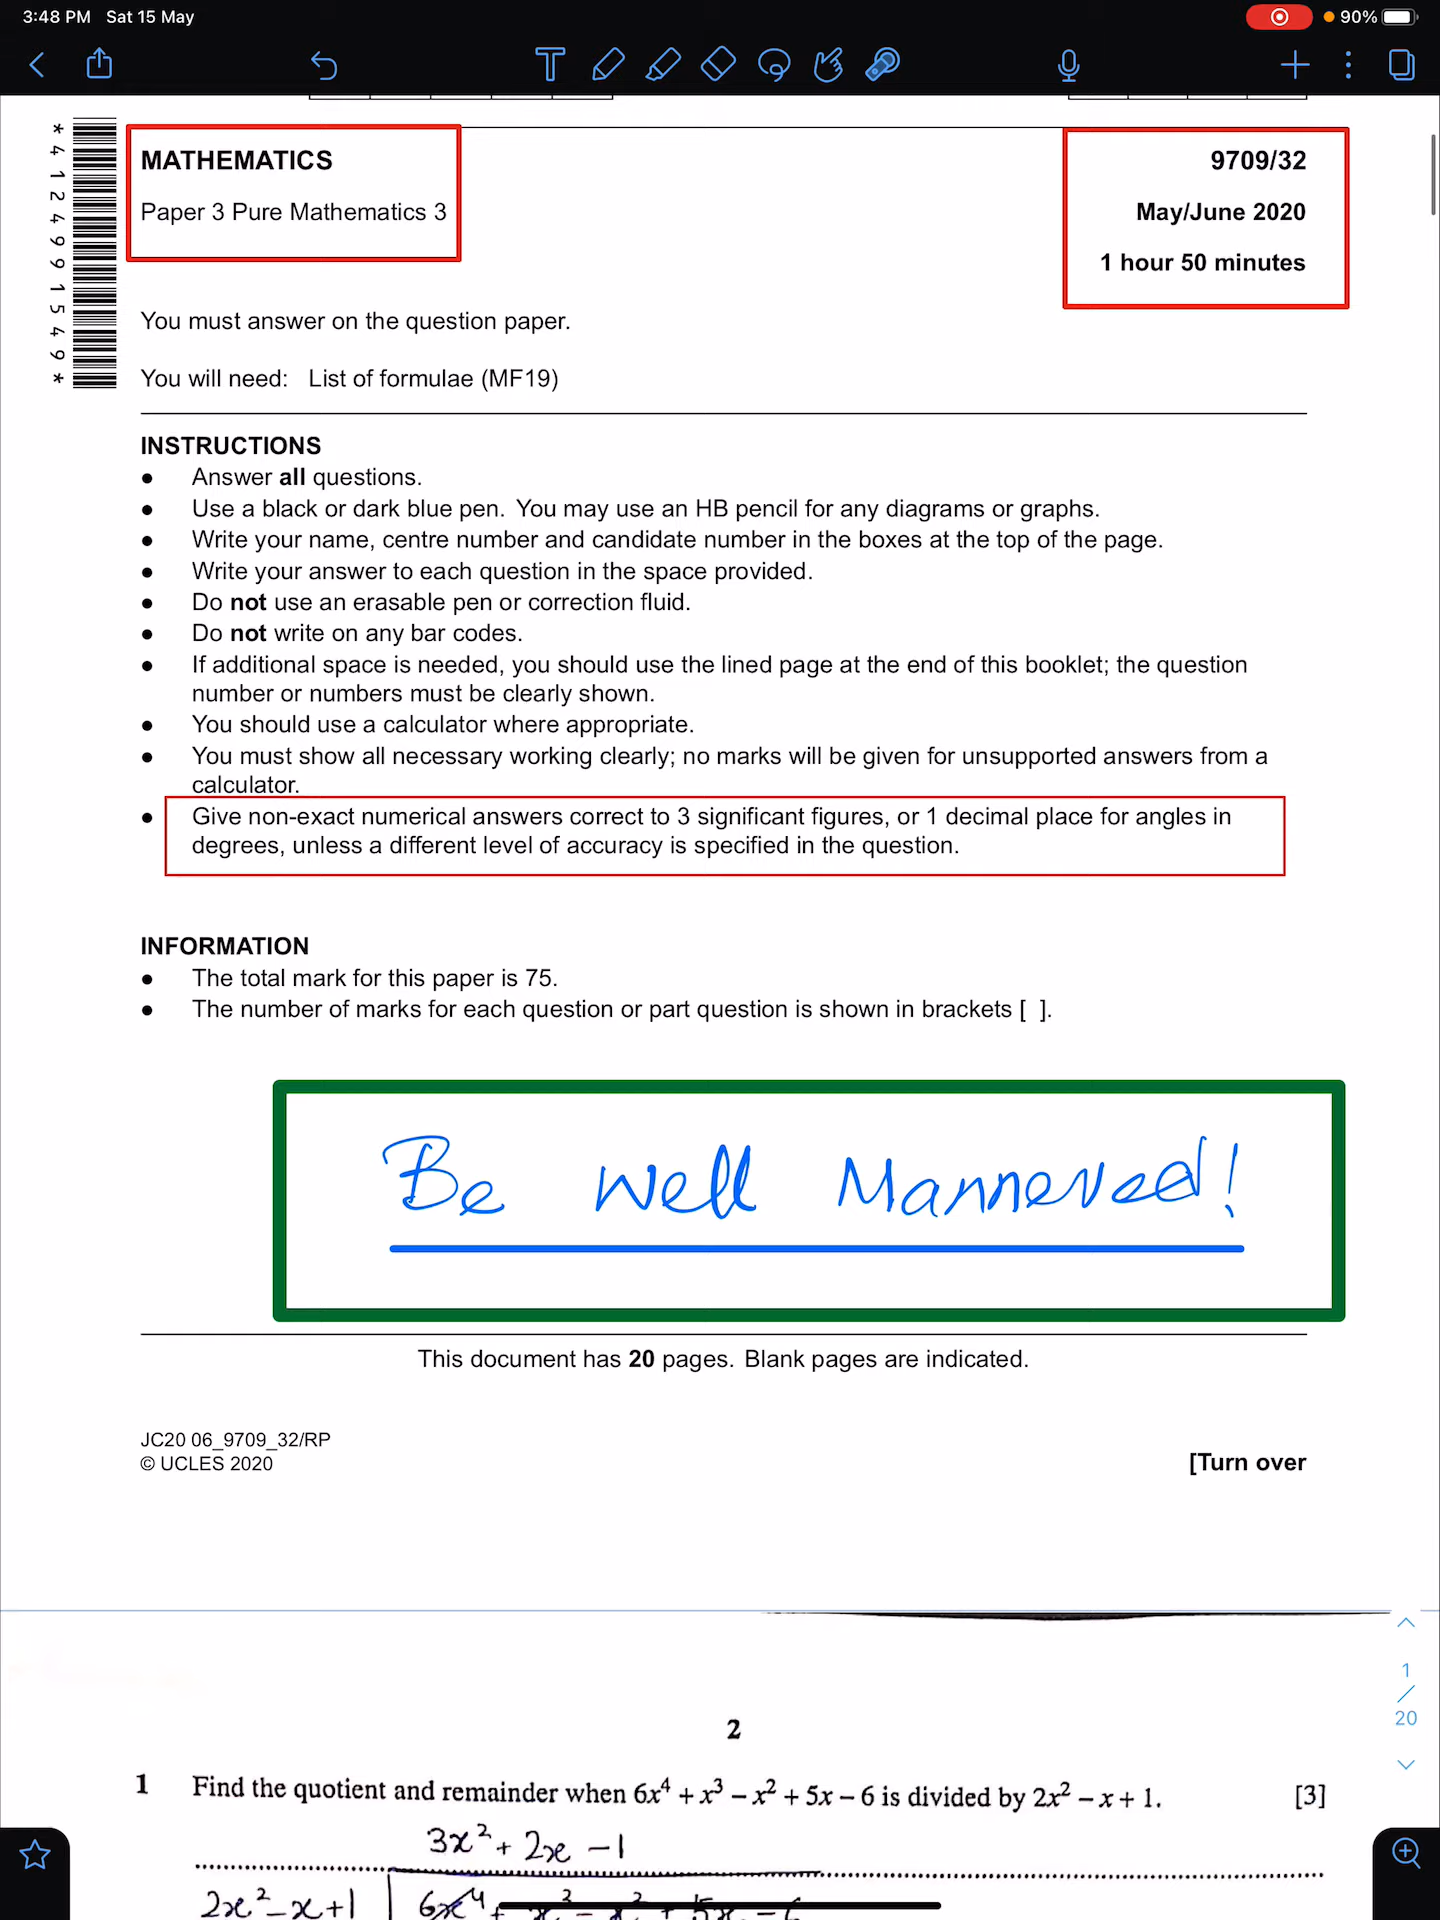 3:48 PM Sat 15 May
90%
*4124991549*
MATHEMATICS
9709/32
Paper 3 Pure Mathematics 3
May/June 2020
1 hour 50 minutes
You must answer on the question paper.
You will need: List of formulae (MF19)
INSTRUCTIONS
● Answer all questions.
● Use a black or dark blue pen. You may use an HB pencil for any diagrams or graphs.
● Write your name, centre number and candidate number in the boxes at the top of the page.
● Write your answer to each question in the space provided.
● Do not use an erasable pen or correction fluid.
● Do not write on any bar codes.
● If additional space is needed, you should use the lined page at the end of this booklet; the question
number or numbers must be clearly shown.
● You should use a calculator where appropriate.
● You must show all necessary working clearly; no marks will be given for unsupported answers from a
calculator.
● Give non-exact numerical answers correct to 3 significant figures, or 1 decimal place for angles in
degrees, unless a different level of accuracy is specified in the question.
INFORMATION
● The total mark for this paper is 75.
● The number of marks for each question or part question is shown in brackets [ ].
Be well Mannered!
This document has 20 pages. Blank pages are indicated.
JC20 06_9709_32/RP
© UCLES 2020
[Turn over
1
/
20
2
1 Find the quotient and remainder when 6x⁴ + x³ − x² + 5x − 6 is divided by 2x² − x + 1. [3]
3x² + 2x − 1
2x² − x + 1 6x⁴ + x³ − x² + 5x − 6